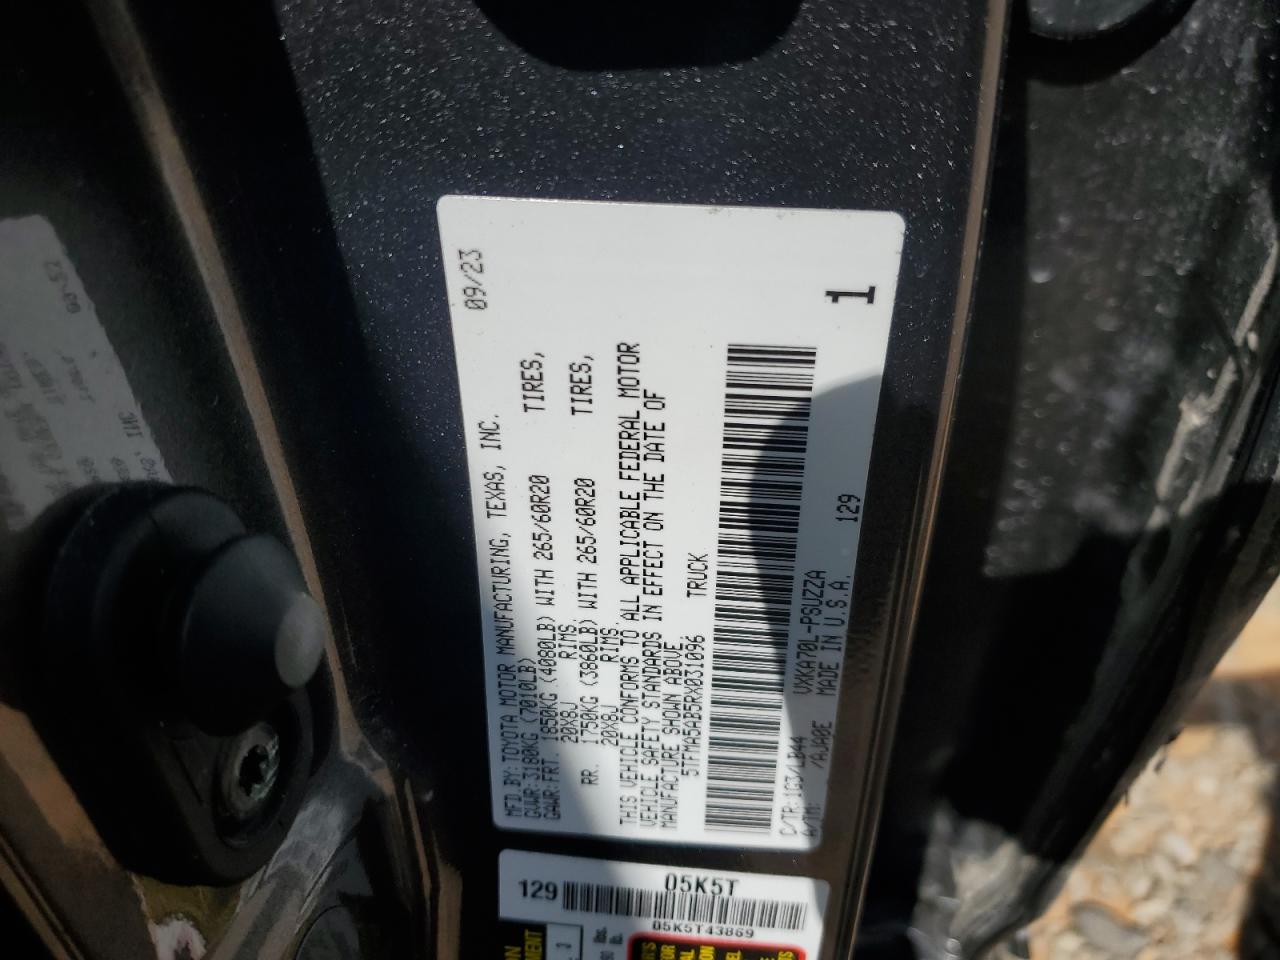 09/23
MFD.BY:TOYOTA MOTOR MANUFACTURING, TEXAS, INC.
GVWR:3180KG (7010LB)
GAWR:FRT. 1850KG (4080LB) WITH 265/60R20 TIRES,
20X8J RIMS,
RR. 1750KG (3860LB) WITH 265/60R20 TIRES,
20X8J RIMS.
THIS VEHICLE CONFORMS TO ALL APPLICABLE FEDERAL MOTOR
VEHICLE SAFETY STANDARDS IN EFFECT ON THE DATE OF
MANUFACTURE SHOWN ABOVE.
5TFMA5AB5RX031096 TRUCK
1
C/TR:1G3/LB44 VXKA70L-PSUZZA 129
A/TM: /AJA0E MADE IN U.S.A.
05K5T
129
05K5T43869